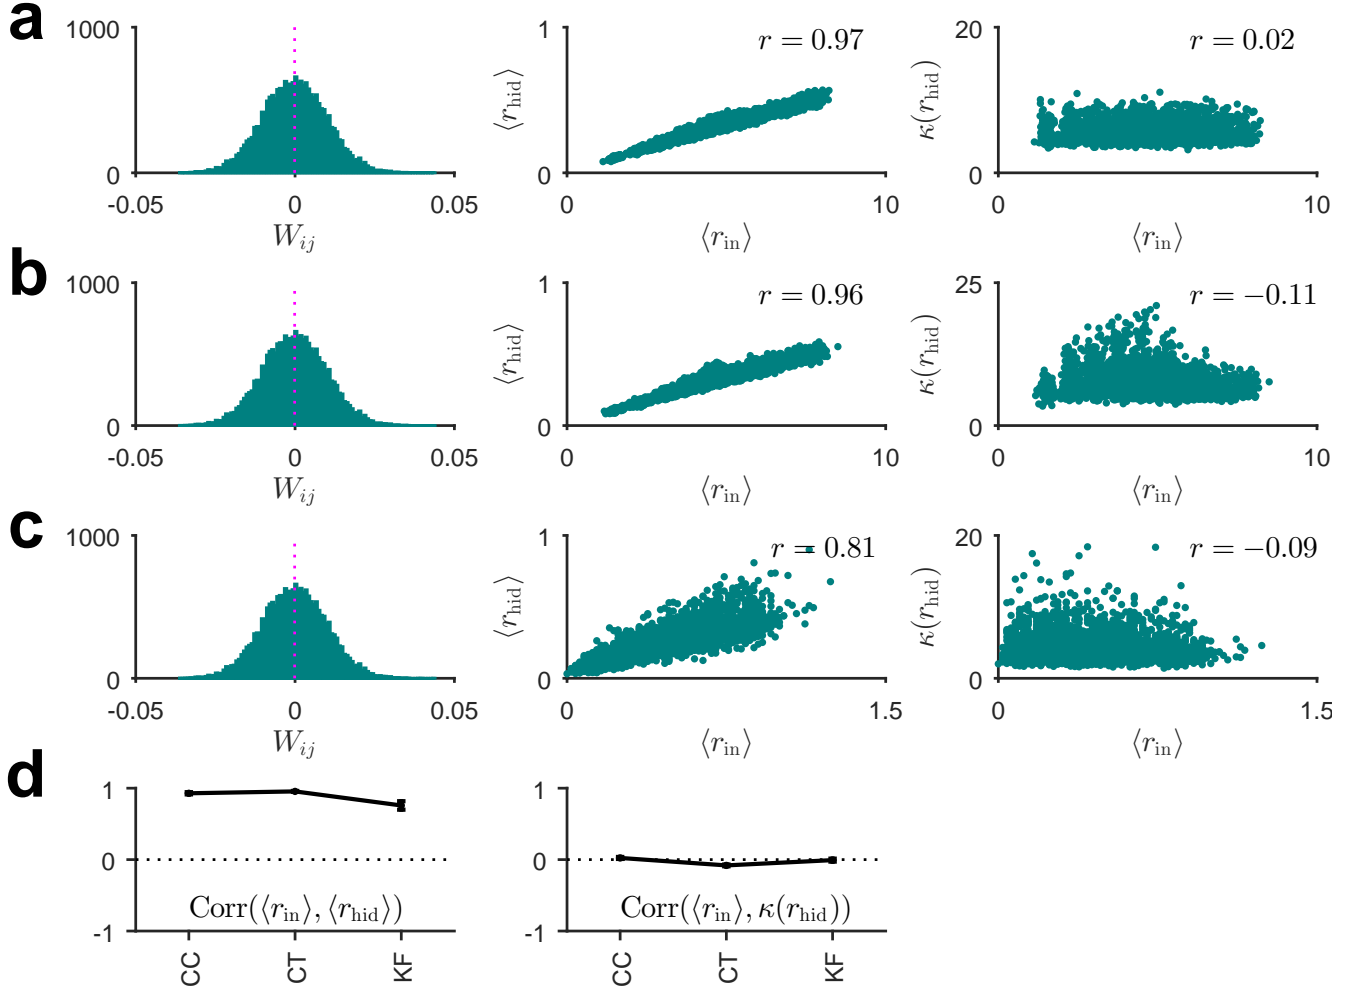 a
1000
0
-0.05 0 0.05
W_ij
1
⟨r_hid⟩
r = 0.97
0
0 10
⟨r_in⟩
20
κ(r_hid)
r = 0.02
0
0 10
⟨r_in⟩
b
1000
0
-0.05 0 0.05
W_ij
1
⟨r_hid⟩
r = 0.96
0
0 10
⟨r_in⟩
25
κ(r_hid)
r = −0.11
0
0 10
⟨r_in⟩
c
1000
0
-0.05 0 0.05
W_ij
1
⟨r_hid⟩
r = 0.81
0
0 1.5
⟨r_in⟩
20
κ(r_hid)
r = −0.09
0
0 1.5
⟨r_in⟩
d
1
0
Corr(⟨r_in⟩, ⟨r_hid⟩)
-1
CC CT KF
1
0
Corr(⟨r_in⟩, κ(r_hid))
-1
CC CT KF